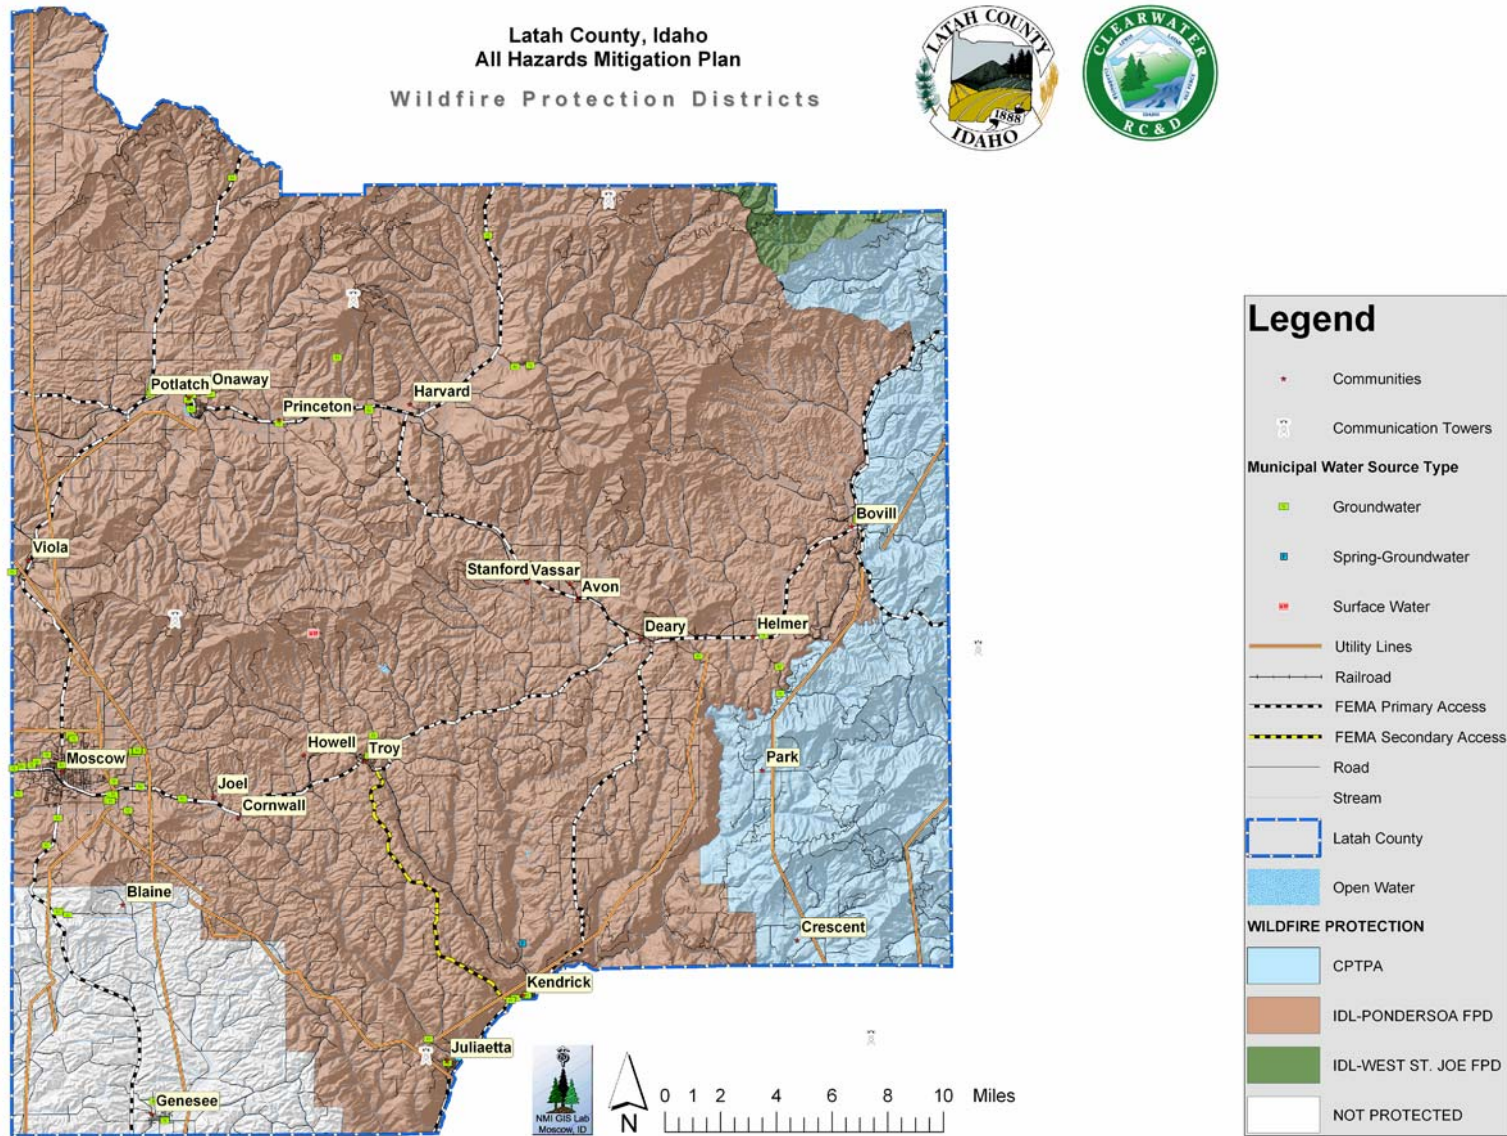 Latah County, Idaho
All Hazards Mitigation Plan
Wildfire Protection Districts
LATAH COUNTY
1888
IDAHO
CLEARWATER
RC&D
Potlatch
Onaway
Princeton
Harvard
Viola
Bovill
Stanford
Vassar
Avon
Deary
Helmer
Howell
Troy
Moscow
Park
Joel
Cornwall
Blaine
Crescent
Kendrick
Juliaetta
Genesee
NMI GIS Lab
Moscow, ID
N
0 1 2 4 6 8 10 Miles
Legend
Communities
Communication Towers
Municipal Water Source Type
Groundwater
Spring-Groundwater
Surface Water
Utility Lines
Railroad
FEMA Primary Access
FEMA Secondary Access
Road
Stream
Latah County
Open Water
WILDFIRE PROTECTION
CPTPA
IDL-PONDERSOA FPD
IDL-WEST ST. JOE FPD
NOT PROTECTED